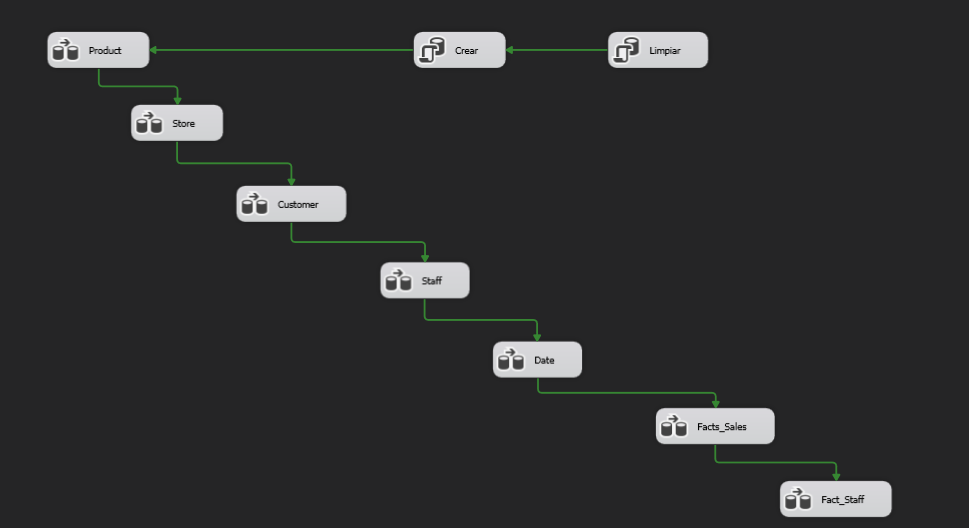 Product
Crear
Limpiar
Store
Customer
Staff
Date
Facts_Sales
Fact_Staff